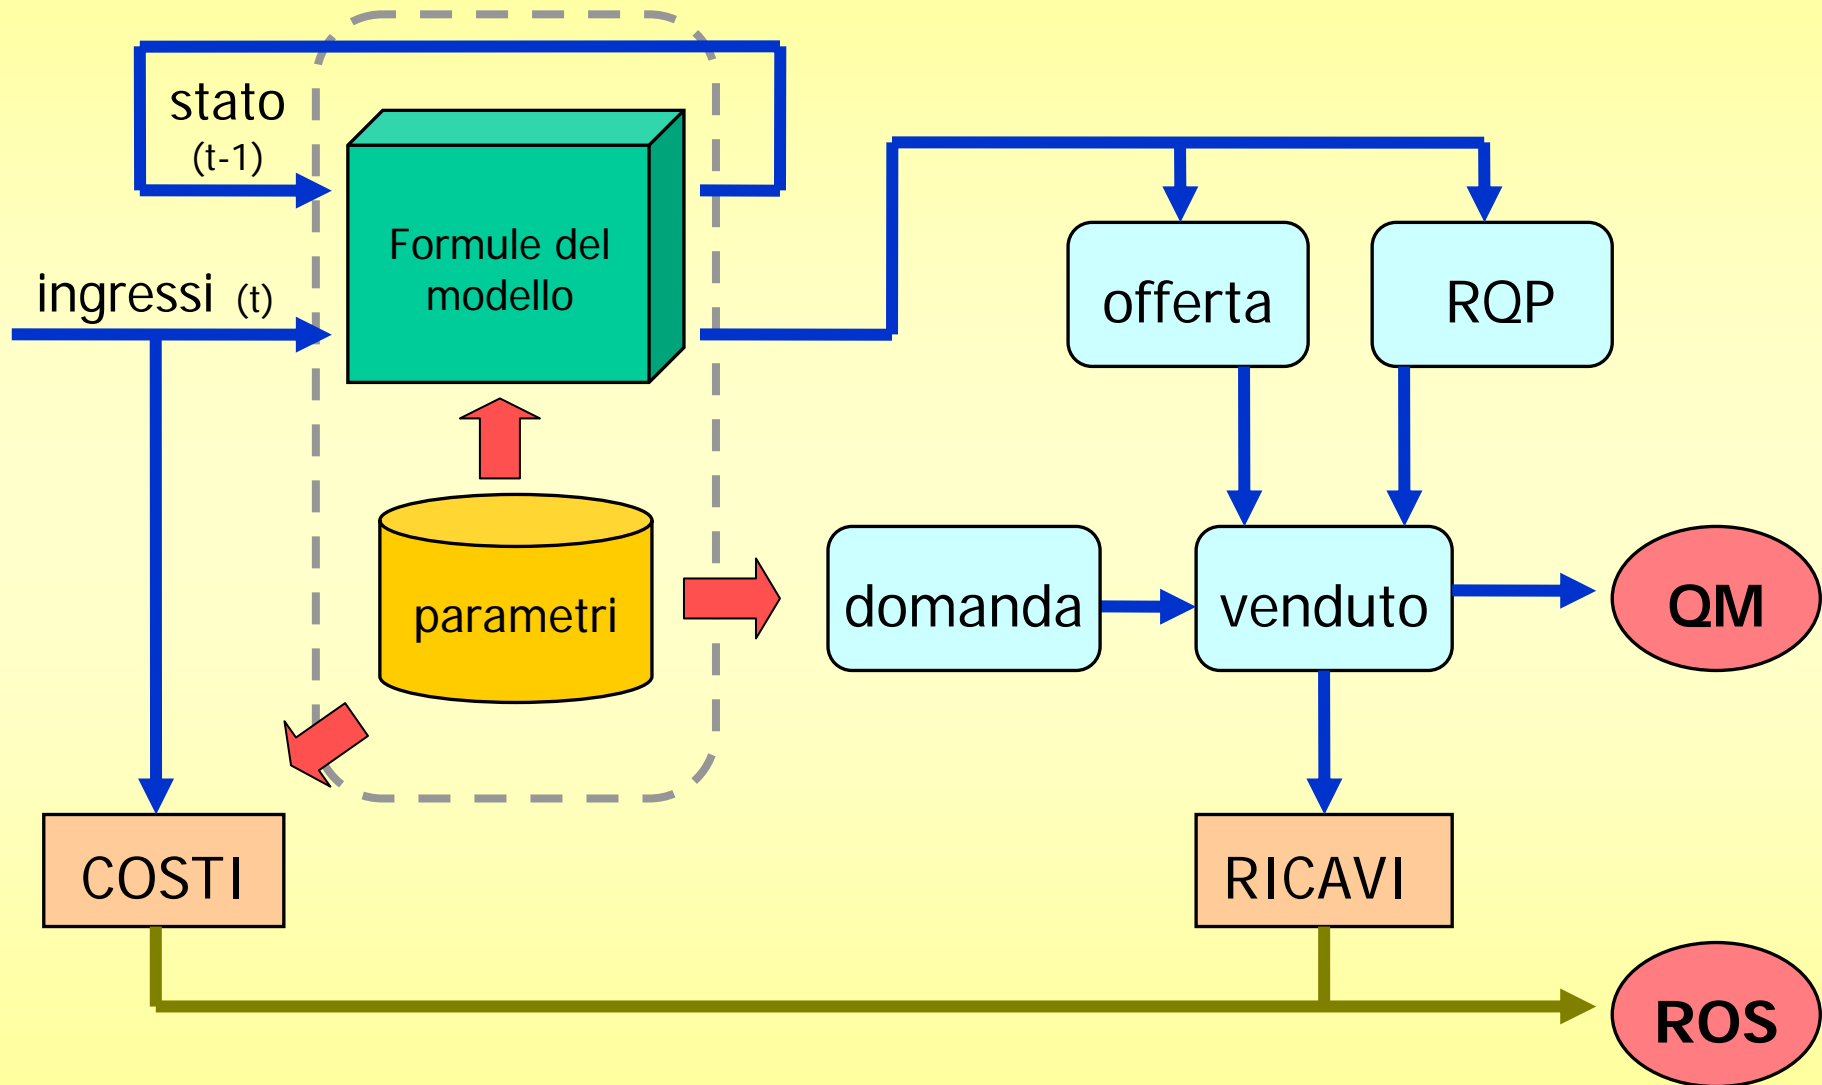 stato
(t-1)
Formule del
modello
ingressi (t)
offerta
RQP
parametri
domanda
venduto
QM
COSTI
RICAVI
ROS